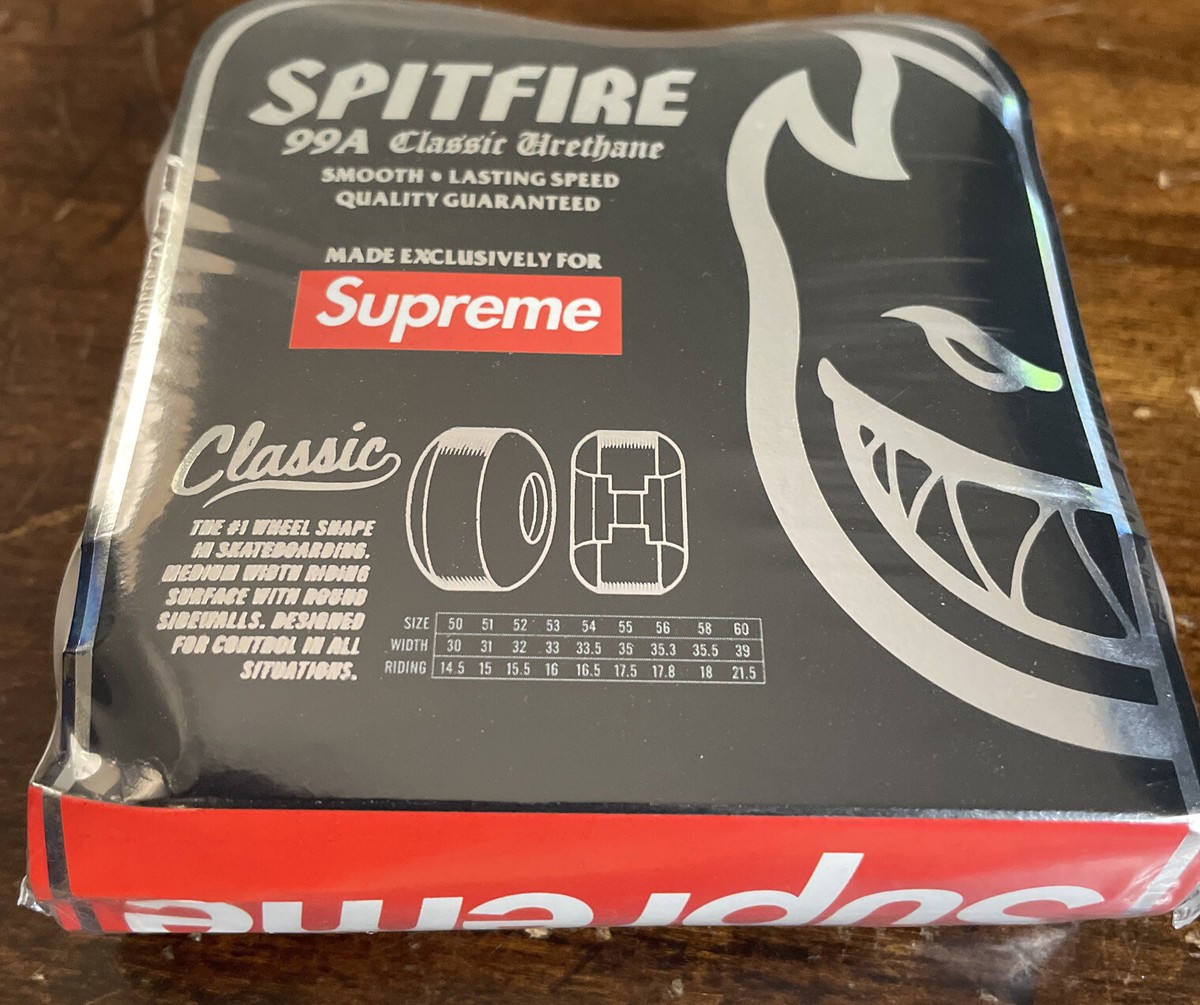 SPITFIRE
99A Classic Urethane
SMOOTH • LASTING SPEED
QUALITY GUARANTEED
MADE EXCLUSIVELY FOR
Supreme
Classic
THE #1 WHEEL SHAPE
IN SKATEBOARDING.
MEDIUM WIDTH RIDING
SURFACE WITH ROUND
SIDEWALLS. DESIGNED
FOR CONTROL IN ALL
SITUATIONS.
SIZE 50 51 52 53 54 55 56 58 60
WIDTH 30 31 32 33 33.5 35 35.3 35.5 39
RIDING 14.5 15 15.5 16 16.5 17.5 17.8 18 21.5
Supreme